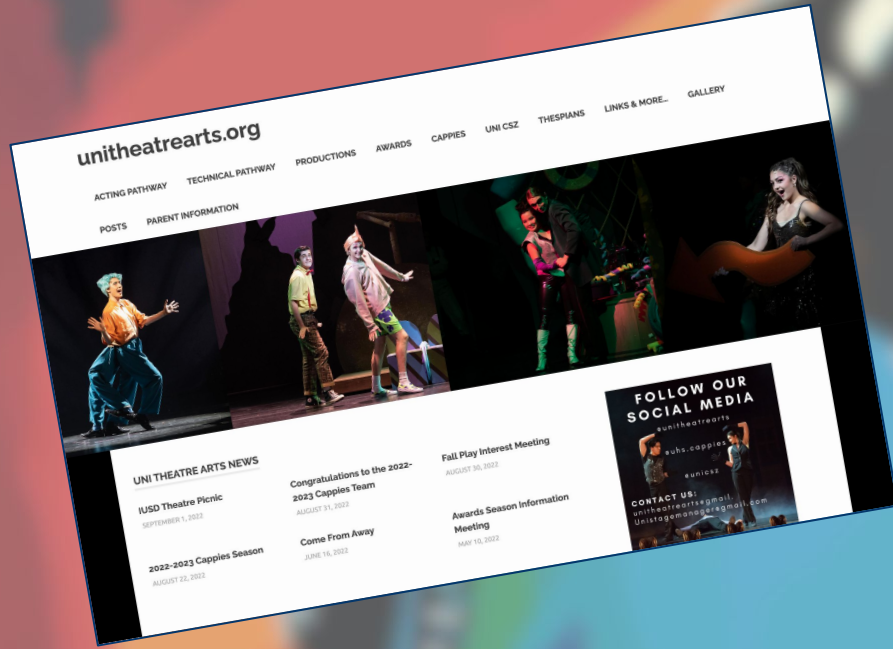 unitheatrearts.org
ACTING PATHWAY TECHNICAL PATHWAY PRODUCTIONS AWARDS CAPPIES UNI CSZ THESPIANS LINKS & MORE... GALLERY
POSTS PARENT INFORMATION
UNI THEATRE ARTS NEWS
IUSD Theatre Picnic
SEPTEMBER 1, 2022
Congratulations to the 2022-
2023 Cappies Team
AUGUST 31, 2022
Fall Play Interest Meeting
AUGUST 30, 2022
2022-2023 Cappies Season
AUGUST 22, 2022
Come From Away
JUNE 16, 2022
Awards Season Information
Meeting
MAY 10, 2022
FOLLOW OUR
SOCIAL MEDIA
@unitheatrearts
@uhs.cappies
@unicsz
CONTACT US:
unitheatrearts@gmail.
Unistagemanager@gmail.com